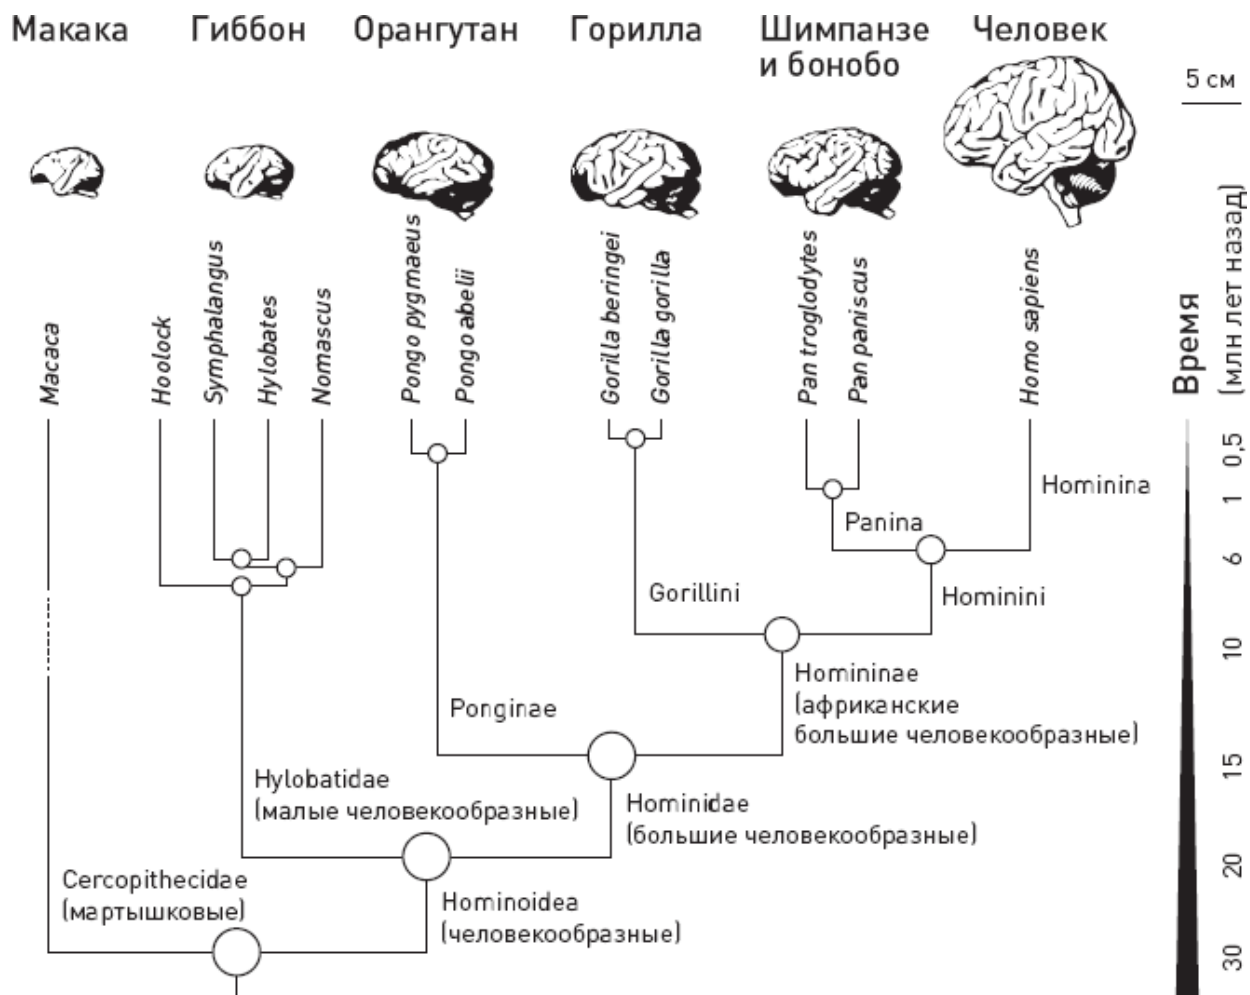 Макака
Гиббон
Орангутан
Горилла
Шимпанзе
и бонобо
Человек
5 см
Macaca
Hoolock
Symphalangus
Hylobates
Nomascus
Pongo pygmaeus
Pongo abelii
Gorilla beringei
Gorilla gorilla
Pan troglodytes
Pan paniscus
Homo sapiens
Время
(млн лет назад)
0,5
1
6
10
15
20
30
Hominina
Panina
Gorillini
Hominini
Homininae
(африканские
большие человекообразные)
Ponginae
Hylobatidae
(малые человекообразные)
Hominidae
(большие человекообразные)
Cercopithecidae
(мартышковые)
Hominoidea
(человекообразные)